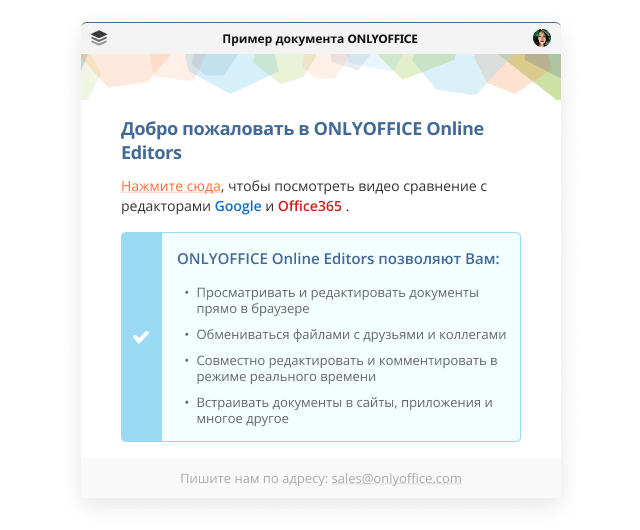 Пример документа ONLYOFFICE
Добро пожаловать в ONLYOFFICE Online
Editors
Нажмите сюда, чтобы посмотреть видео сравнение с
редакторами Google и Office365 .
ONLYOFFICE Online Editors позволяют Вам:
• Просматривать и редактировать документы
прямо в браузере
• Обмениваться файлами с друзьями и коллегами
• Совместно редактировать и комментировать в
режиме реального времени
• Встраивать документы в сайты, приложения и
многое другое
Пишите нам по адресу: sales@onlyoffice.com